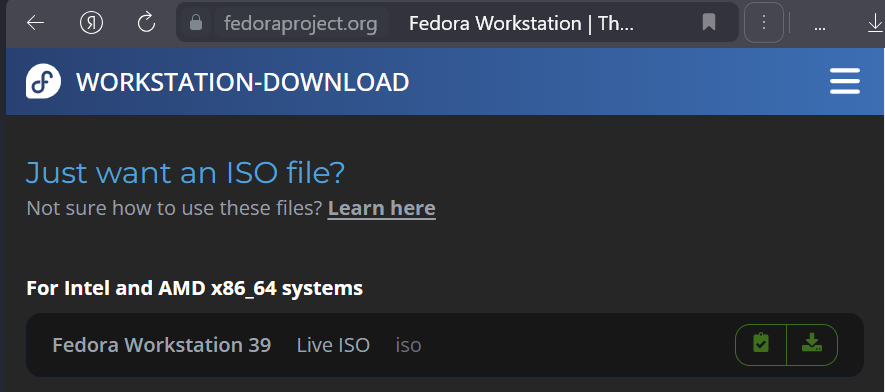 fedoraproject.org Fedora Workstation | Th... ...
WORKSTATION-DOWNLOAD
Just want an ISO file?
Not sure how to use these files? Learn here
For Intel and AMD x86_64 systems
Fedora Workstation 39 Live ISO iso